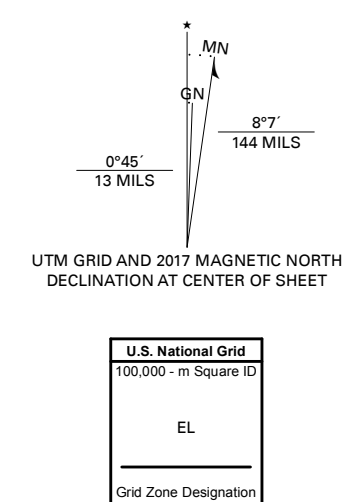 ★
MN
GN
8°7´
144 MILS
0°45´
13 MILS
UTM GRID AND 2017 MAGNETIC NORTH
DECLINATION AT CENTER OF SHEET
U.S. National Grid
100,000 - m Square ID
EL
Grid Zone Designation